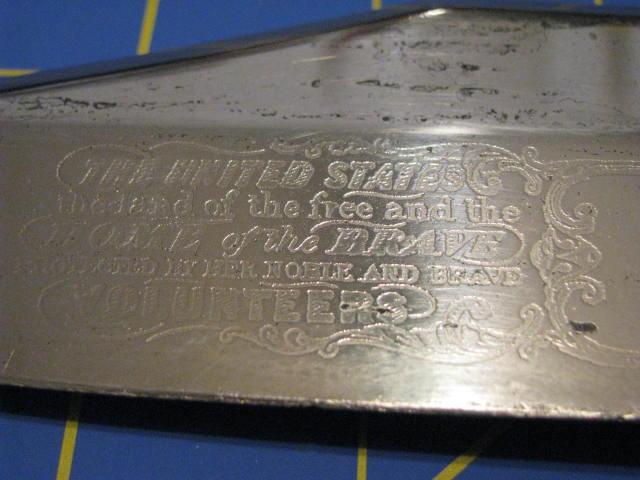 THE UNITED STATES
the land of the free and the
HOME of the BRAVE
PROTECTED BY HER NOBLE AND BRAVE
VOLUNTEERS